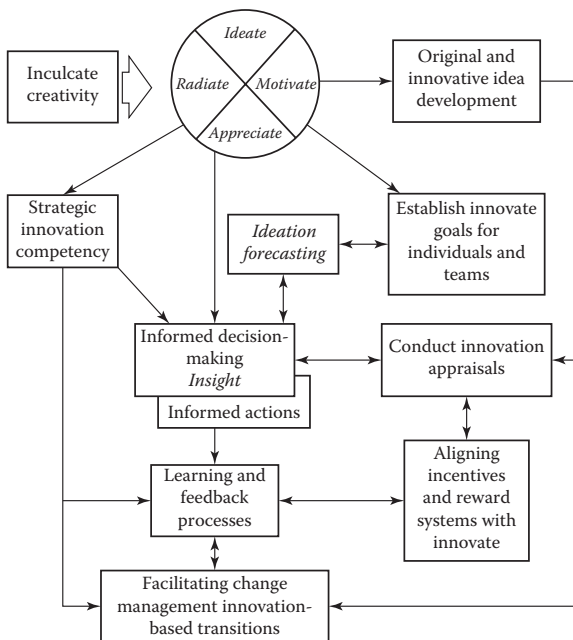 Inculcate
creativity
Ideate
Radiate
Motivate
Appreciate
Original and
innovative idea
development
Strategic
innovation
competency
Ideation
forecasting
Establish innovate
goals for
individuals and
teams
Informed decision-
making
Insight
Informed actions
Conduct innovation
appraisals
Learning and
feedback
processes
Aligning
incentives
and reward
systems with
innovate
Facilitating change
management innovation-
based transitions